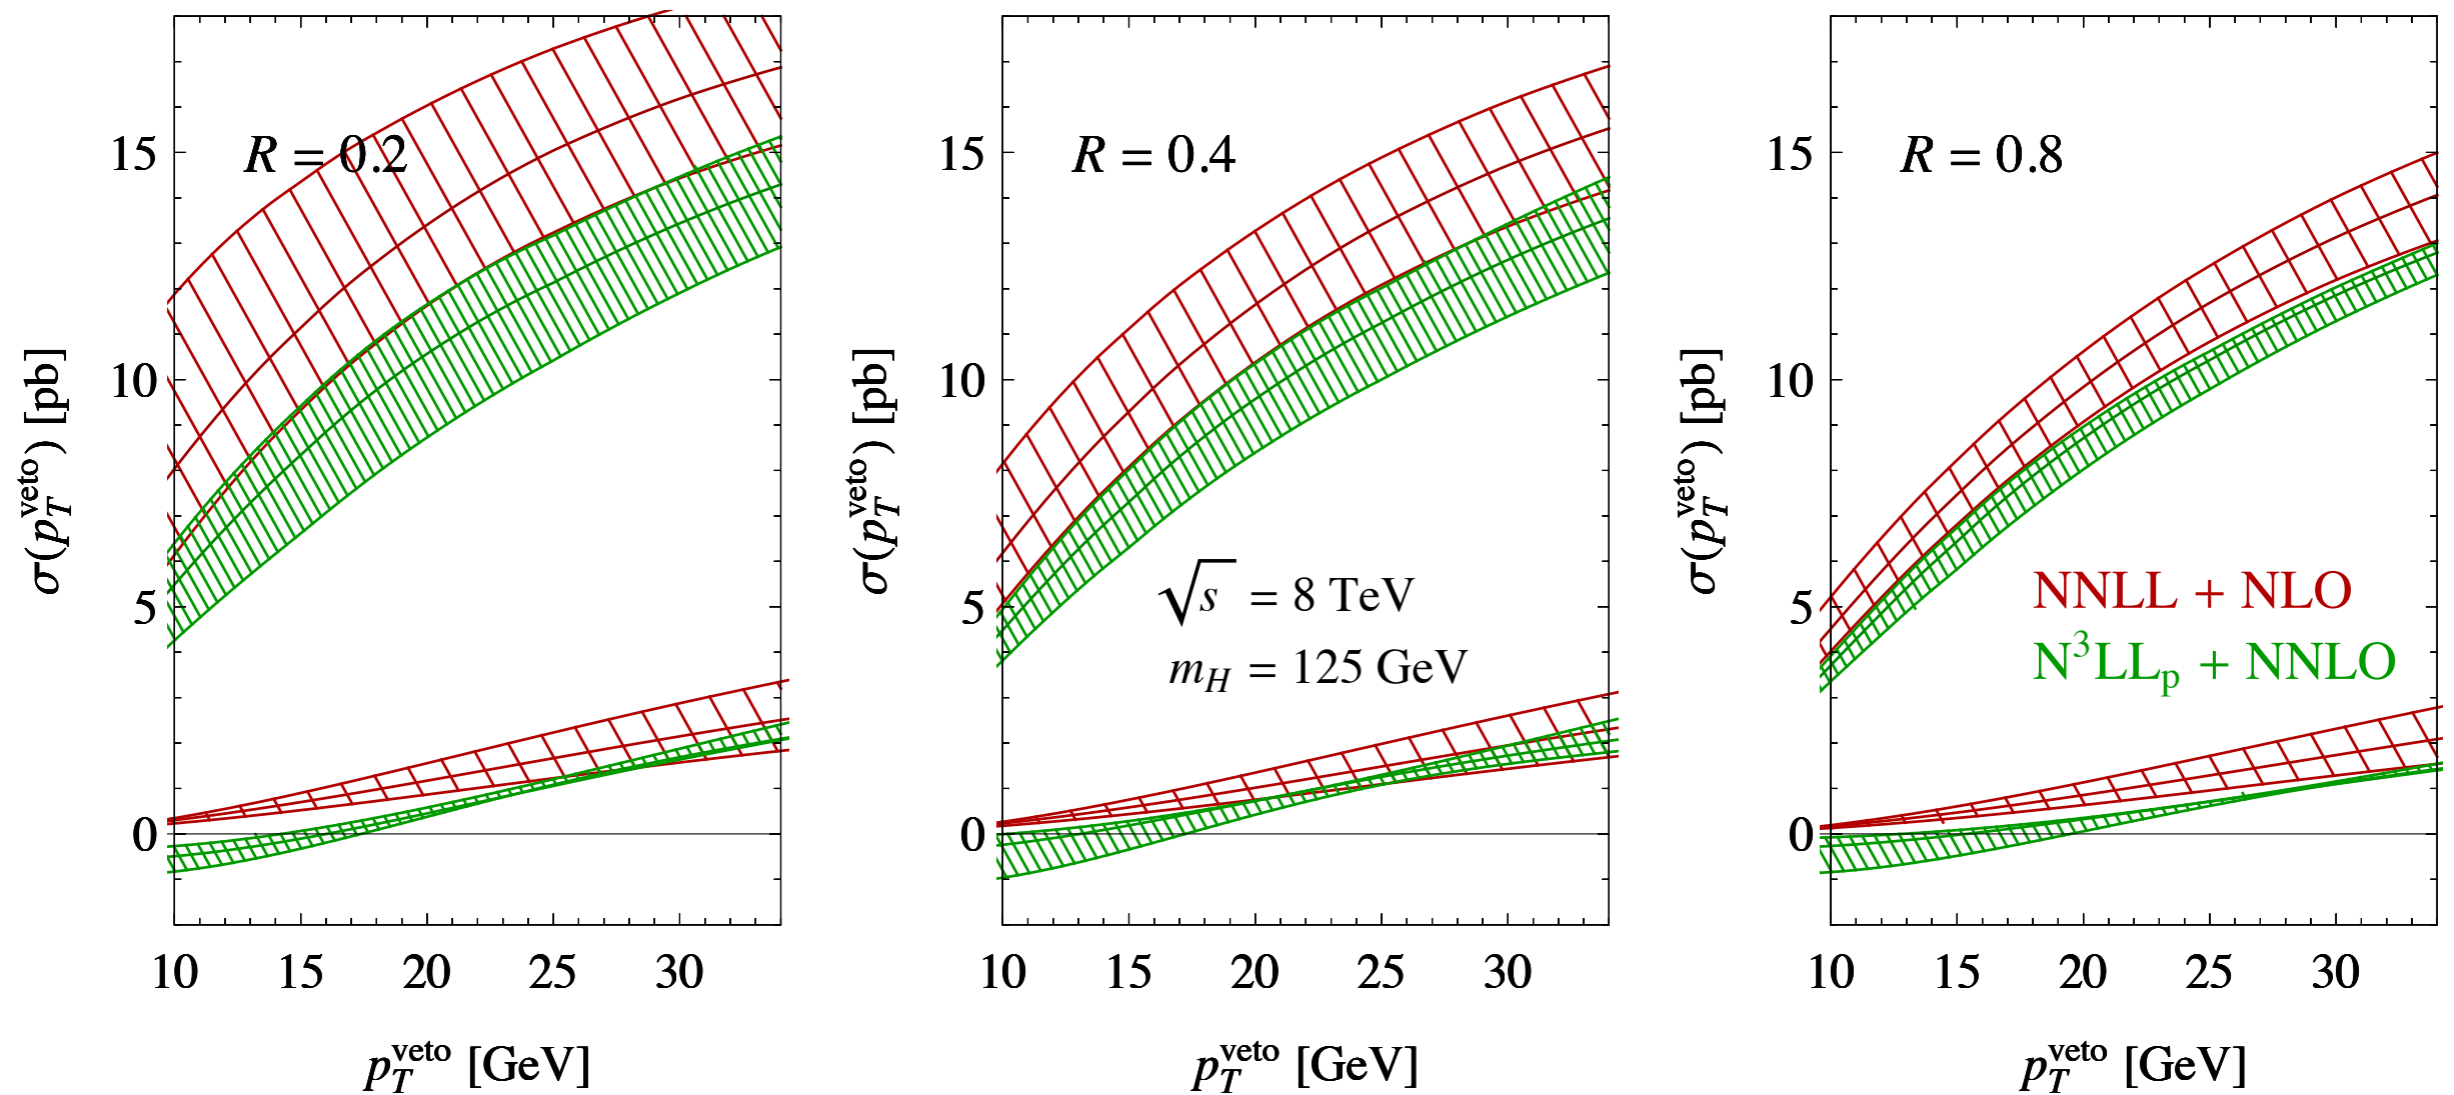 R = 0.2
15
10
5
0
σ(p_T^veto) [pb]
10 15 20 25 30
p_T^veto [GeV]
R = 0.4
15
10
5
0
σ(p_T^veto) [pb]
√s = 8 TeV
m_H = 125 GeV
10 15 20 25 30
p_T^veto [GeV]
R = 0.8
15
10
5
0
σ(p_T^veto) [pb]
NNLL + NLO
N³LL_p + NNLO
10 15 20 25 30
p_T^veto [GeV]